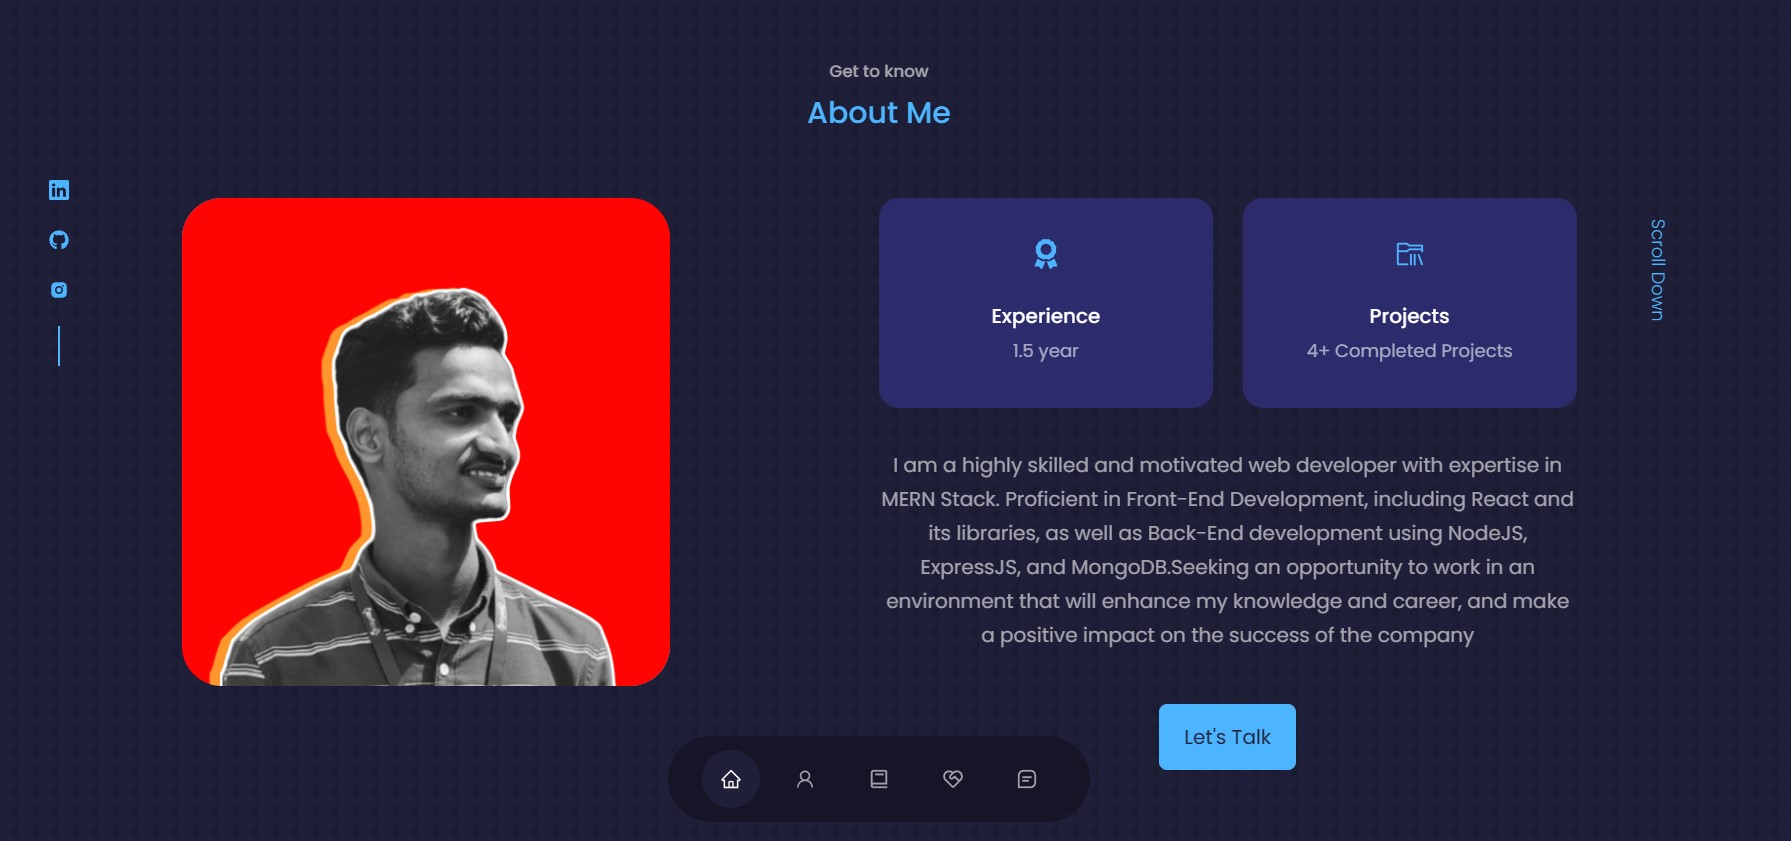 Get to know
About Me
Scroll Down
Experience
1.5 year
Projects
4+ Completed Projects
I am a highly skilled and motivated web developer with expertise in
MERN Stack. Proficient in Front-End Development, including React and
its libraries, as well as Back-End development using NodeJS,
ExpressJS, and MongoDB.Seeking an opportunity to work in an
environment that will enhance my knowledge and career, and make
a positive impact on the success of the company
Let's Talk